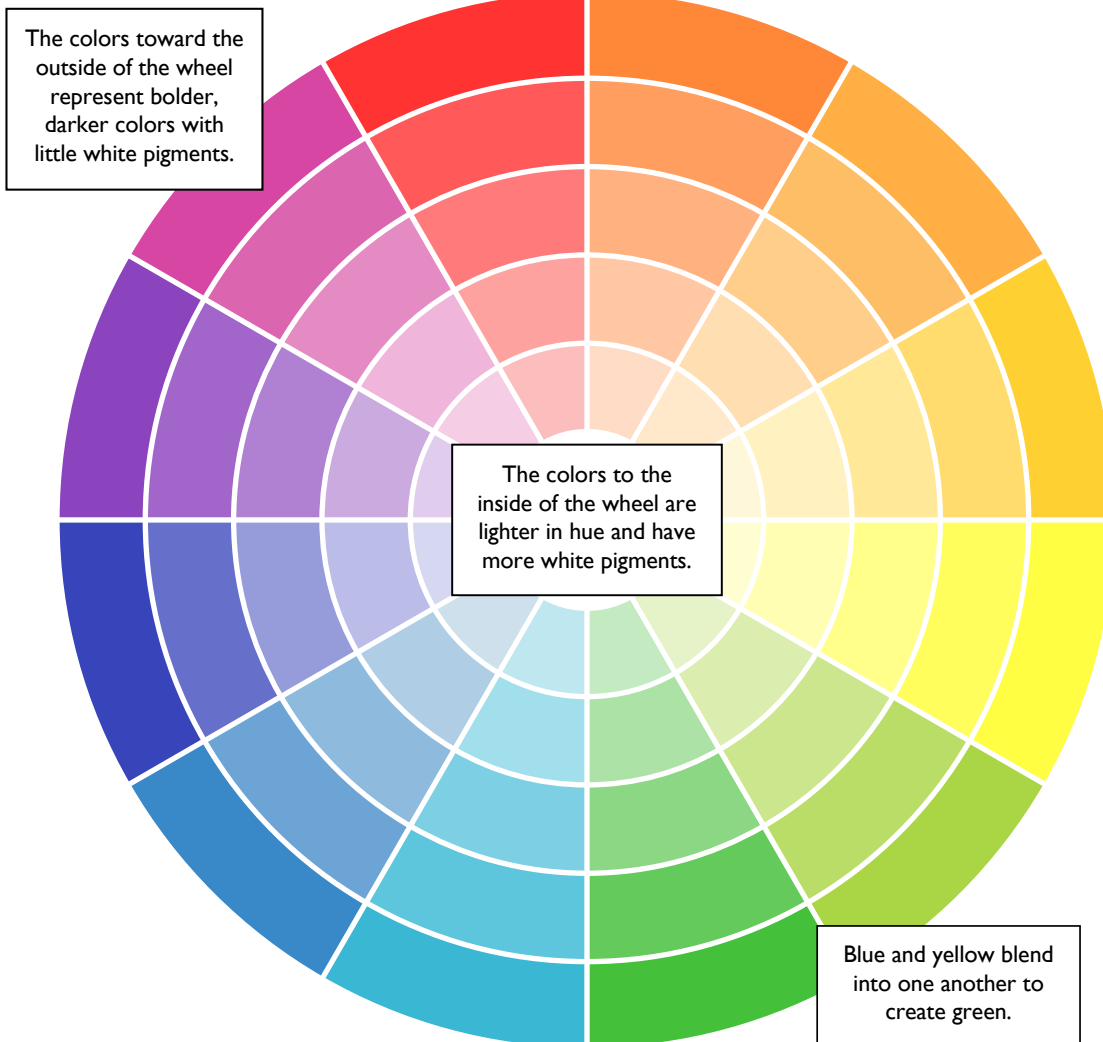 The colors toward the
outside of the wheel
represent bolder,
darker colors with
little white pigments.
The colors to the
inside of the wheel are
lighter in hue and have
more white pigments.
Blue and yellow blend
into one another to
create green.